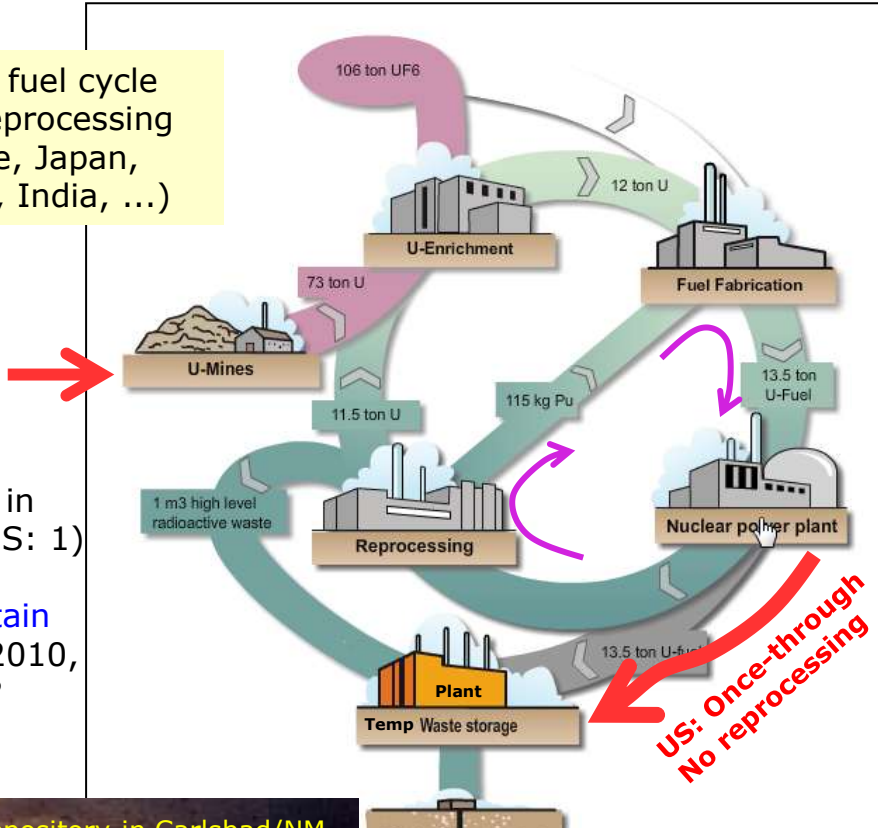 fuel cycle
eprocessing
e, Japan,
, India, ...)
106 ton UF6
12 ton U
U-Enrichment
Fuel Fabrication
73 ton U
U-Mines
13.5 ton
U-Fuel
115 kg Pu
11.5 ton U
1 m3 high level
radioactive waste
Reprocessing
Nuclear power plant
in
S: 1)
tain
2010,
13.5 ton U-fuel
US: Once-through
No reprocessing
Plant
Temp Waste storage
pository in Carlsbad/NM